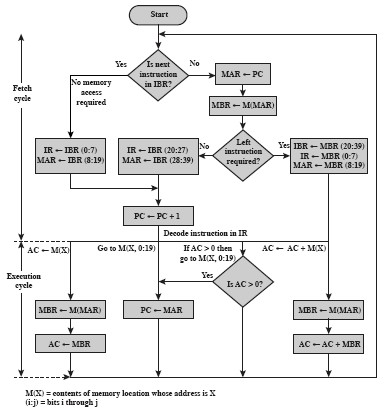 Start
Yes
Is next
instruction
in IBR?
No
MAR ← PC
No memory
access
required
Fetch
cycle
MBR ← M(MAR)
Left
instruction
required?
No
Yes
IR ← IBR (0:7)
MAR ← IBR (8:19)
IR ← IBR (20:27)
MAR ← IBR (28:39)
IBR ← MBR (20:39)
IR ← MBR (0:7)
MAR ← MBR (8:19)
PC ← PC + 1
Decode instruction in IR
AC ← M(X)
Go to M(X, 0:19)
If AC > 0 then
go to M(X, 0:19)
AC ← AC + M(X)
Execution
cycle
Yes
Is AC > 0?
MBR ← M(MAR)
PC ← MAR
MBR ← M(MAR)
AC ← MBR
AC ← AC + MBR
M(X) = contents of memory location whose address is X
(i:j) = bits i through j